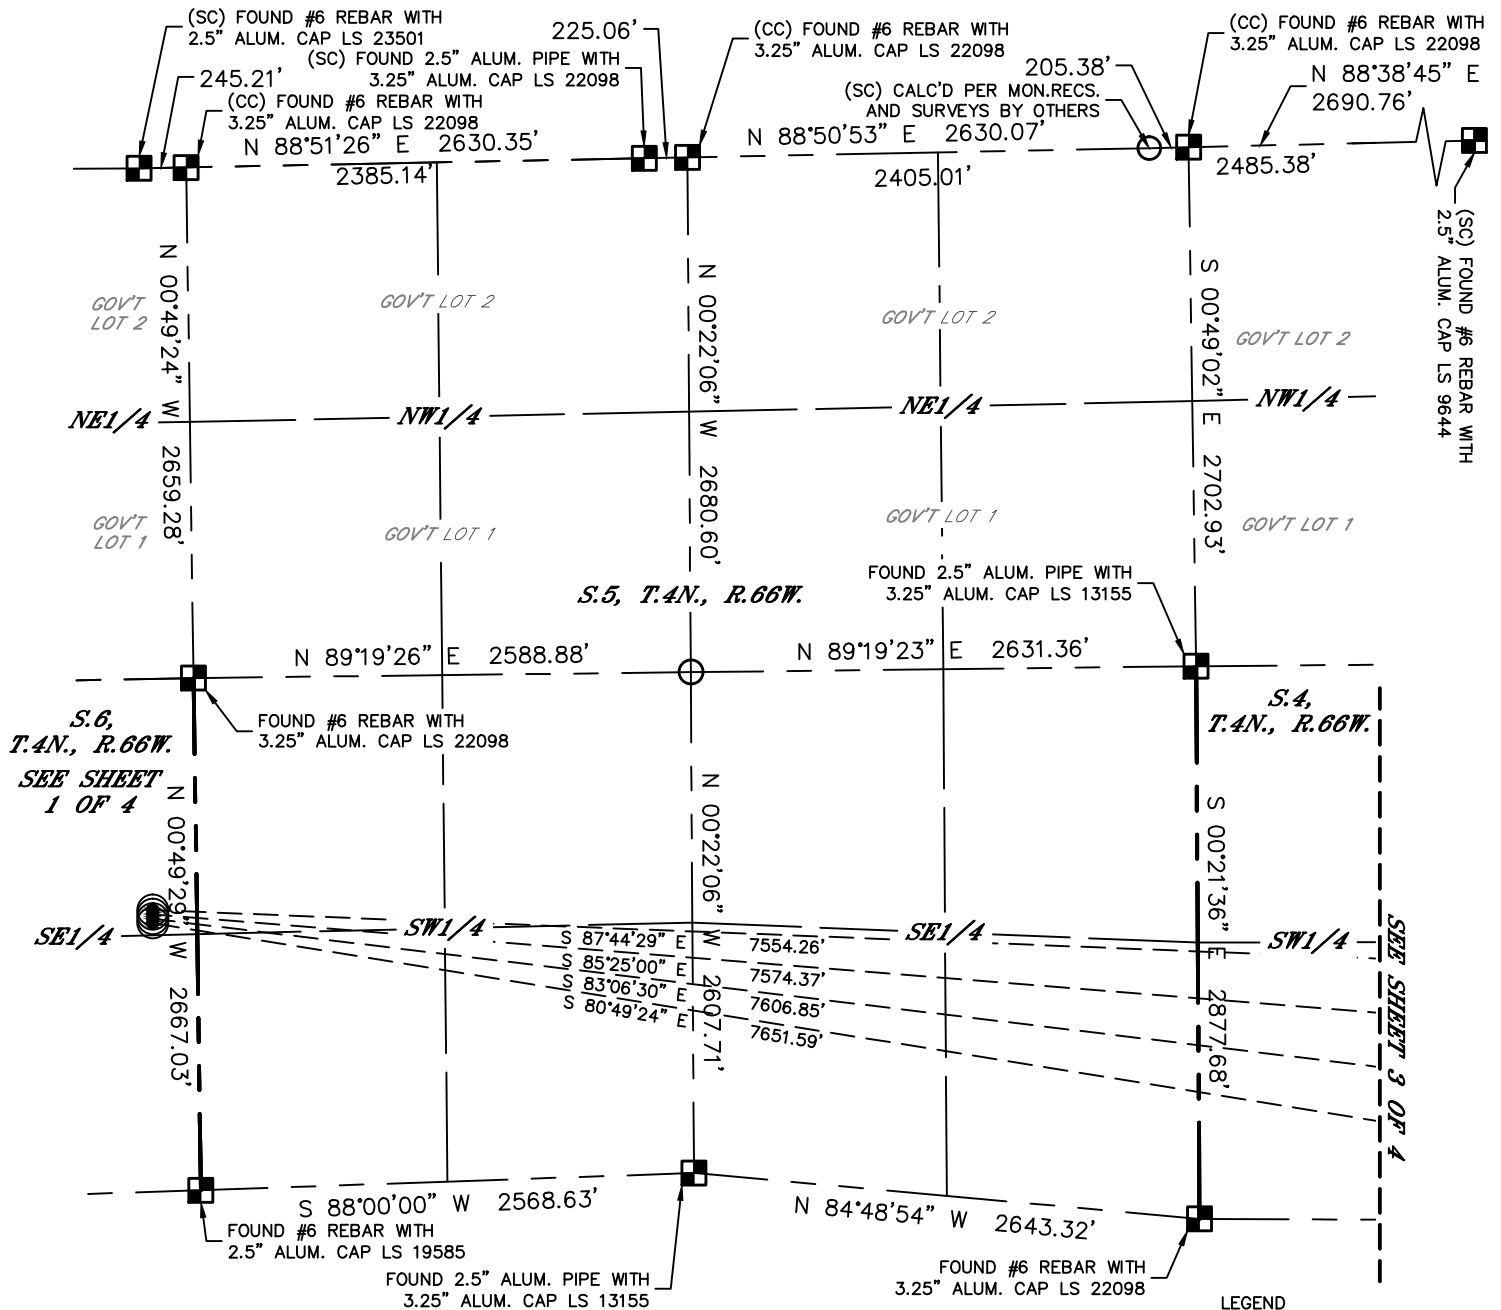 (SC) FOUND #6 REBAR WITH
2.5" ALUM. CAP LS 23501
245.21'
(CC) FOUND #6 REBAR WITH
3.25" ALUM. CAP LS 22098
225.06'
(SC) FOUND 2.5" ALUM. PIPE WITH
3.25" ALUM. CAP LS 22098
(CC) FOUND #6 REBAR WITH
3.25" ALUM. CAP LS 22098
205.38'
(SC) CALC'D PER MON.RECS.
AND SURVEYS BY OTHERS
(CC) FOUND #6 REBAR WITH
3.25" ALUM. CAP LS 22098
N 88°38'45" E
2690.76'
N 88°51'26" E 2630.35'
2385.14'
N 88°50'53" E 2630.07'
2405.01'
2485.38'
(SC) FOUND #6 REBAR WITH
2.5" ALUM. CAP LS 9644
N 00°49'24" W 2659.28'
N 00°22'06" W 2680.60'
S 00°49'02" E 2702.93'
GOV'T
LOT 2
GOV'T LOT 2
GOV'T LOT 2
GOV'T LOT 2
NE1/4
NW1/4
NE1/4
NW1/4
GOV'T
LOT 1
GOV'T LOT 1
GOV'T LOT 1
GOV'T LOT 1
S.5, T.4N., R.66W.
FOUND 2.5" ALUM. PIPE WITH
3.25" ALUM. CAP LS 13155
N 89°19'26" E 2588.88'
N 89°19'23" E 2631.36'
S.6,
T.4N., R.66W.
SEE SHEET
1 OF 4
FOUND #6 REBAR WITH
3.25" ALUM. CAP LS 22098
S.4,
T.4N., R.66W.
N 00°49'29" W 2667.03'
N 00°22'06" W 2607.71'
S 00°21'36" E 2877.68'
SE1/4
SW1/4
SE1/4
SW1/4
S 87°44'29" E 7554.26'
S 85°25'00" E 7574.37'
S 83°06'30" E 7606.85'
S 80°49'24" E 7651.59'
SEE SHEET 3 OF 4
S 88°00'00" W 2568.63'
N 84°48'54" W 2643.32'
FOUND #6 REBAR WITH
2.5" ALUM. CAP LS 19585
FOUND 2.5" ALUM. PIPE WITH
3.25" ALUM. CAP LS 13155
FOUND #6 REBAR WITH
3.25" ALUM. CAP LS 22098
LEGEND